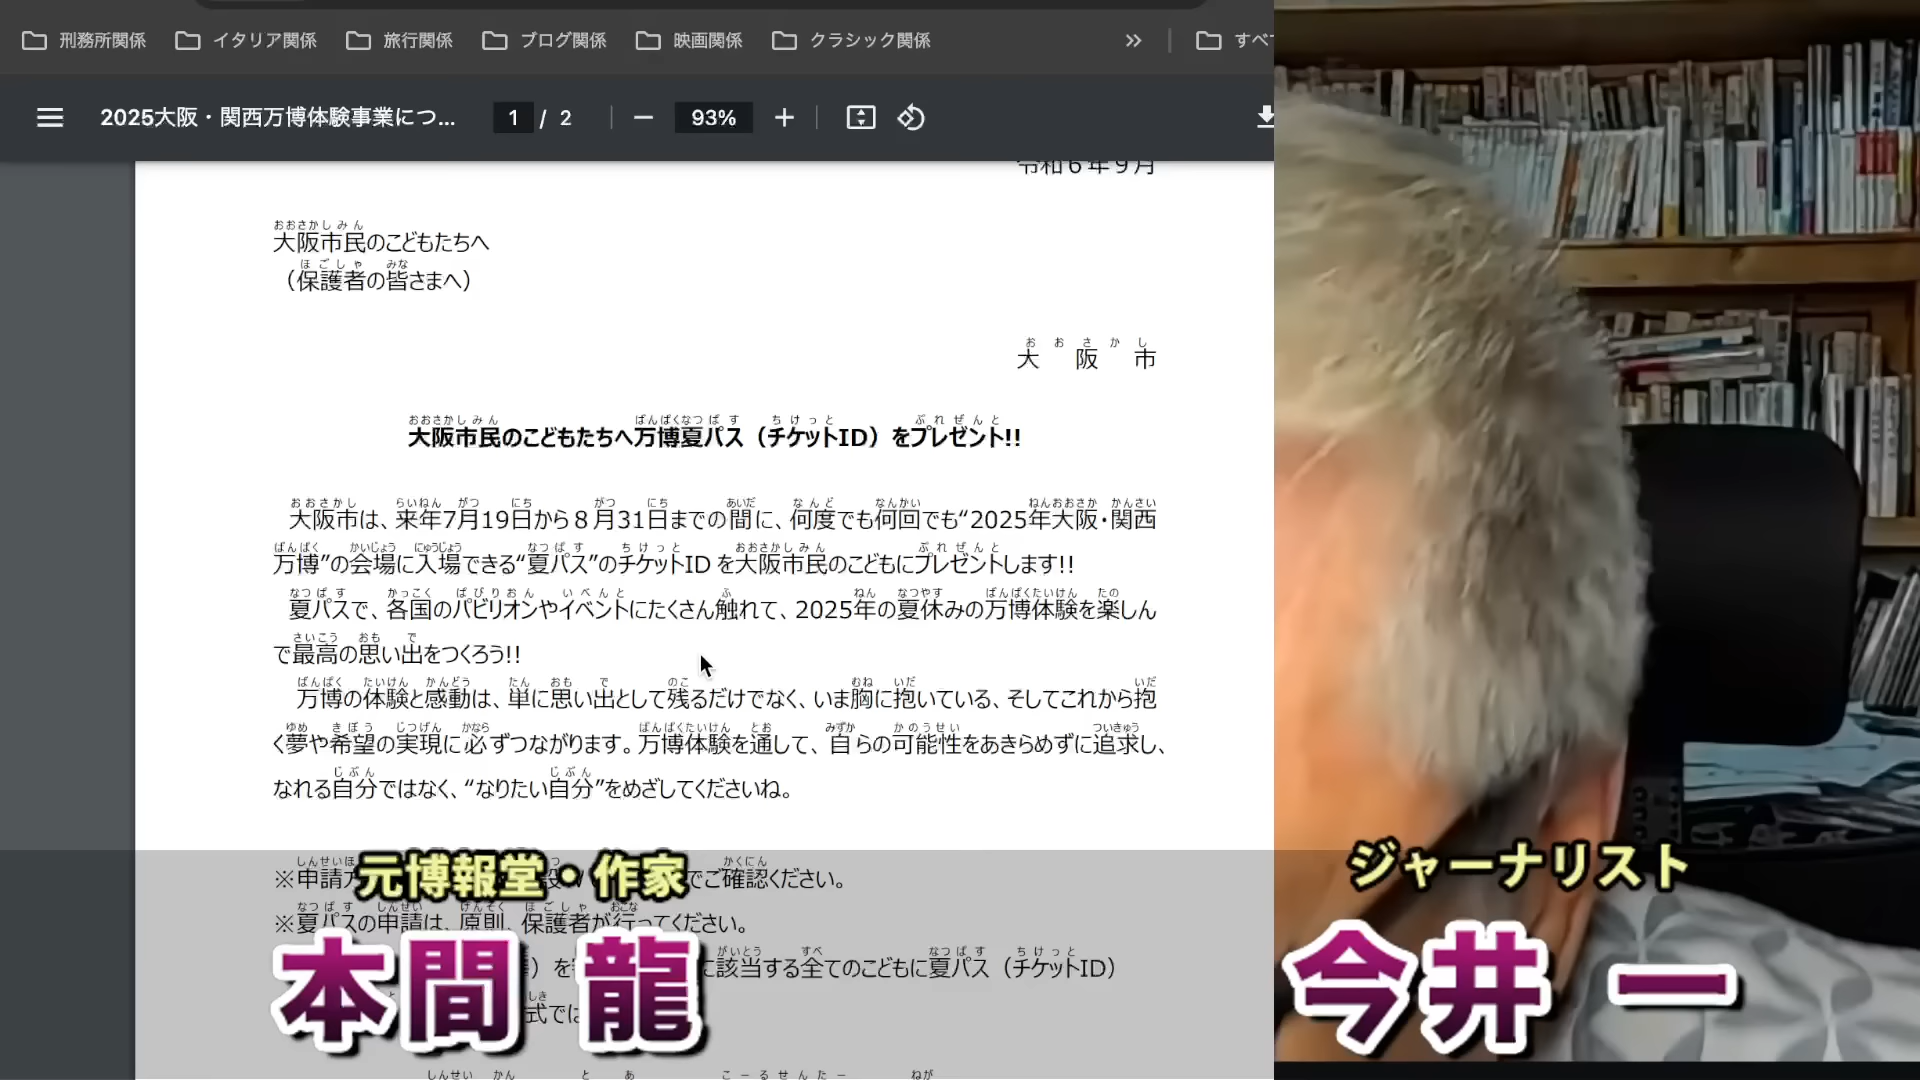 刑務所関係 イタリア関係 旅行関係 ブログ関係 映画関係 クラシック関係 » すべ
2025大阪・関西万博体験事業につ... 1 / 2 93%
令和6年9月
大阪市民のこどもたちへ
（保護者の皆さまへ）
大阪市
大阪市民のこどもたちへ万博夏パス（チケットID）をプレゼント!!
大阪市は、来年7月19日から８月31日までの間に、何度でも何回でも“2025年大阪・関西
万博”の会場に入場できる“夏パス”のチケットID を大阪市民のこどもにプレゼントします!!
夏パスで、各国のパビリオンやイベントにたくさん触れて、2025年の夏休みの万博体験を楽しん
で最高の思い出をつくろう!!
万博の体験と感動は、単に思い出として残るだけでなく、いま胸に抱いている、そしてこれから抱
く夢や希望の実現に必ずつながります。万博体験を通して、自らの可能性をあきらめずに追求し、
なれる自分ではなく、“なりたい自分”をめざしてくださいね。
※申請 でご確認ください。
※夏パスの申請は、原則、保護者が行ってください。
に該当する全てのこどもに夏パス（チケットID）
式では
元博報堂・作家
本間 龍
ジャーナリスト
今井 一